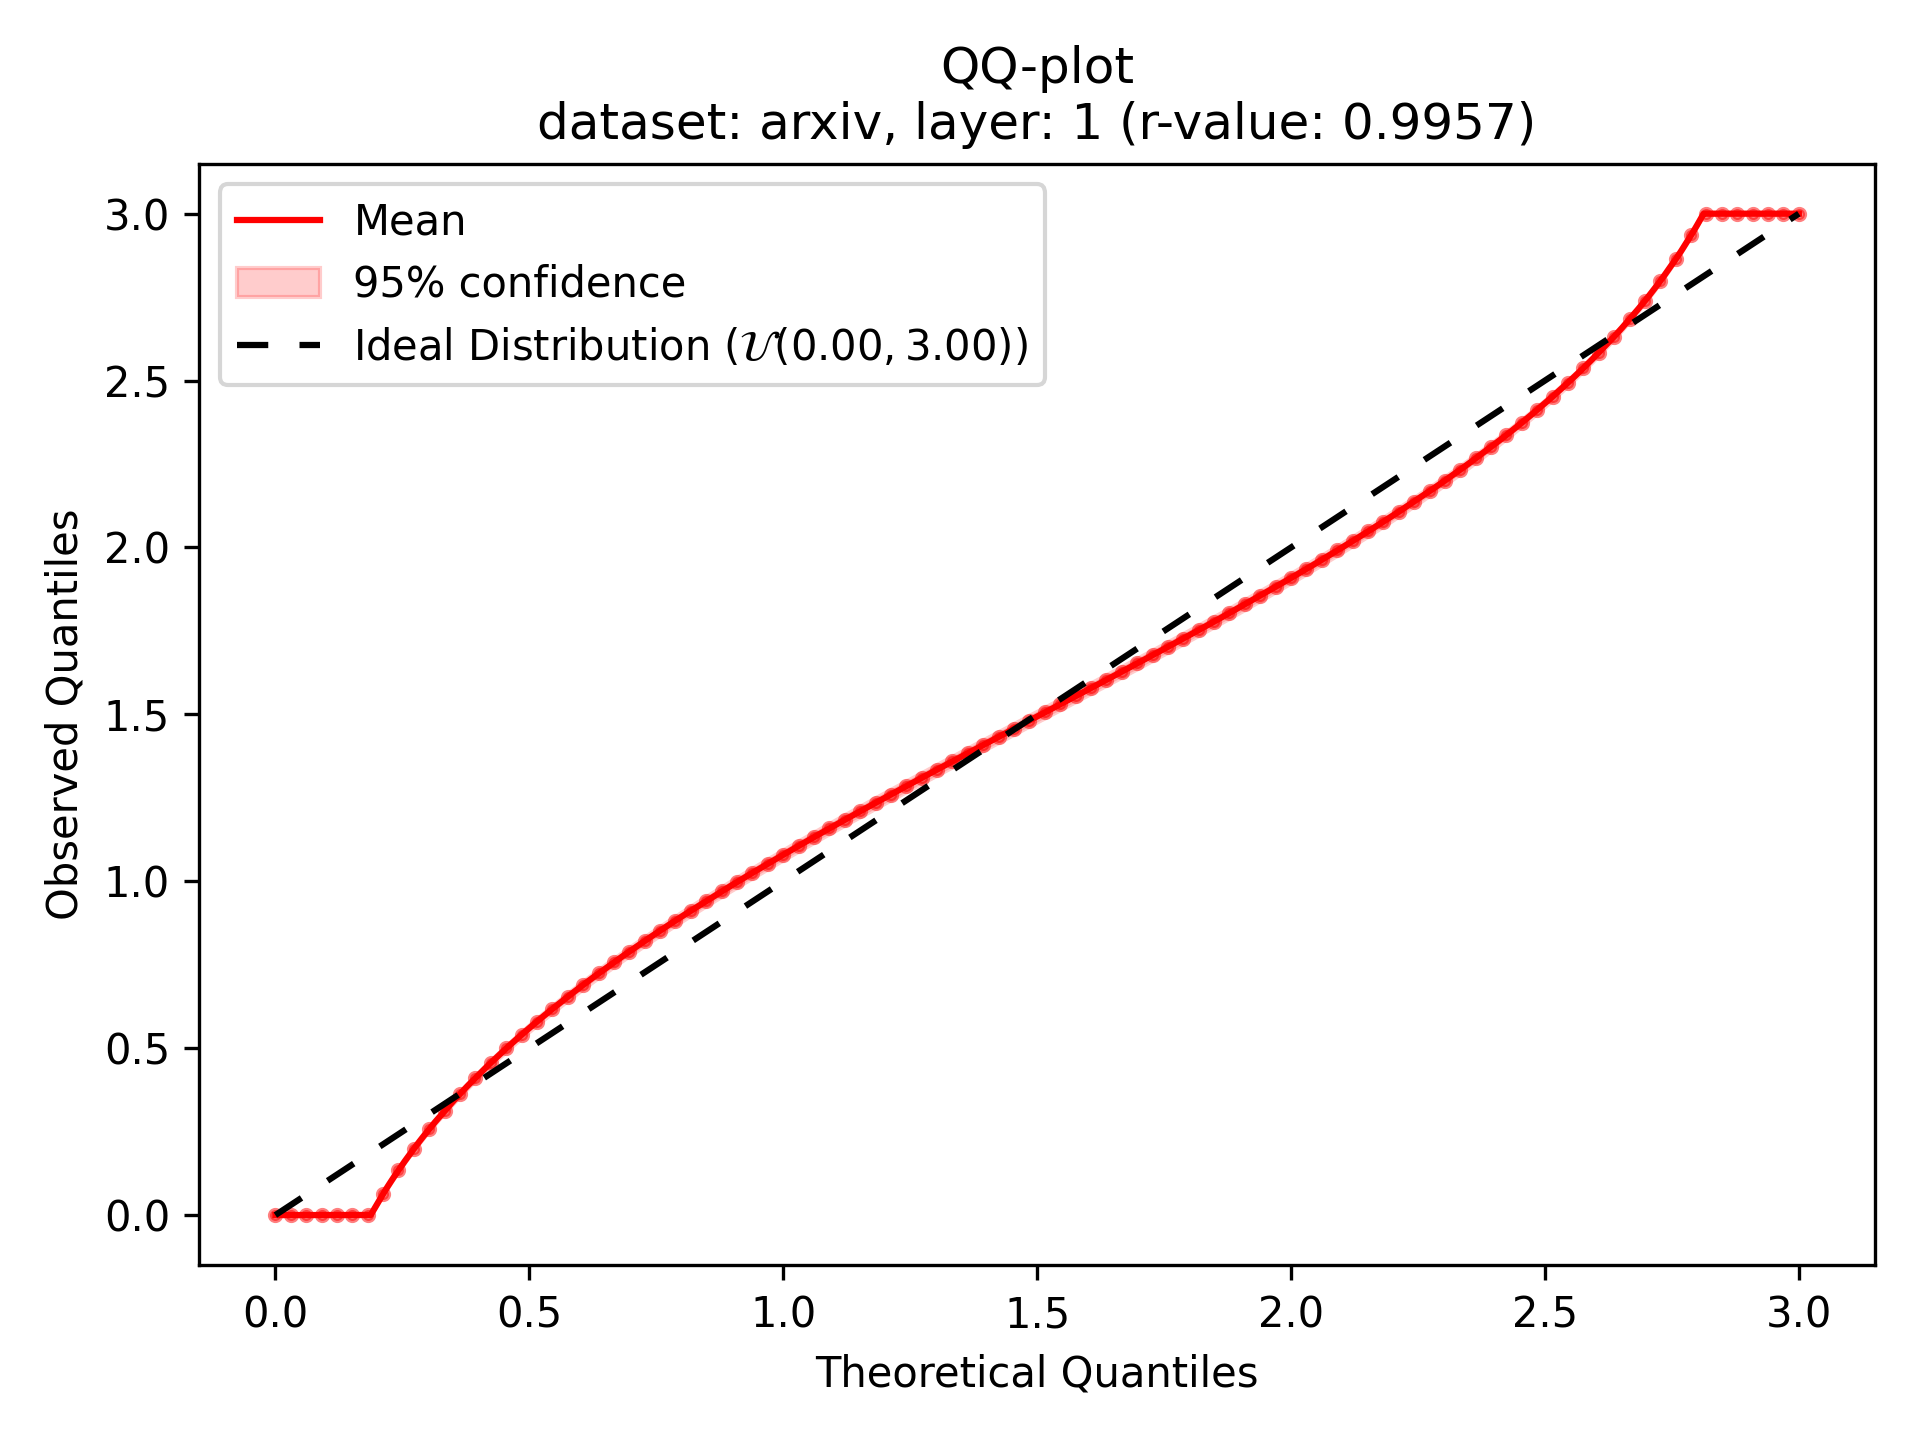 QQ-plot
dataset: arxiv, layer: 1 (r-value: 0.9957)
Mean
95% confidence
Ideal Distribution (𝒰(0.00, 3.00))
3.0
2.5
2.0
1.5
1.0
0.5
0.0
Observed Quantiles
0.0 0.5 1.0 1.5 2.0 2.5 3.0
Theoretical Quantiles